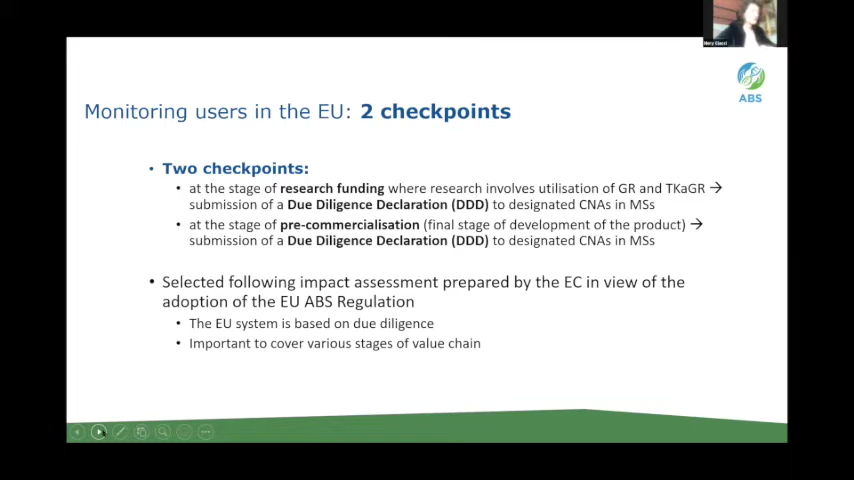 ABS
Monitoring users in the EU: 2 checkpoints
• Two checkpoints:
• at the stage of research funding where research involves utilisation of GR and TKaGR →
submission of a Due Diligence Declaration (DDD) to designated CNAs in MSs
• at the stage of pre-commercialisation (final stage of development of the product) →
submission of a Due Diligence Declaration (DDD) to designated CNAs in MSs
• Selected following impact assessment prepared by the EC in view of the
adoption of the EU ABS Regulation
• The EU system is based on due diligence
• Important to cover various stages of value chain